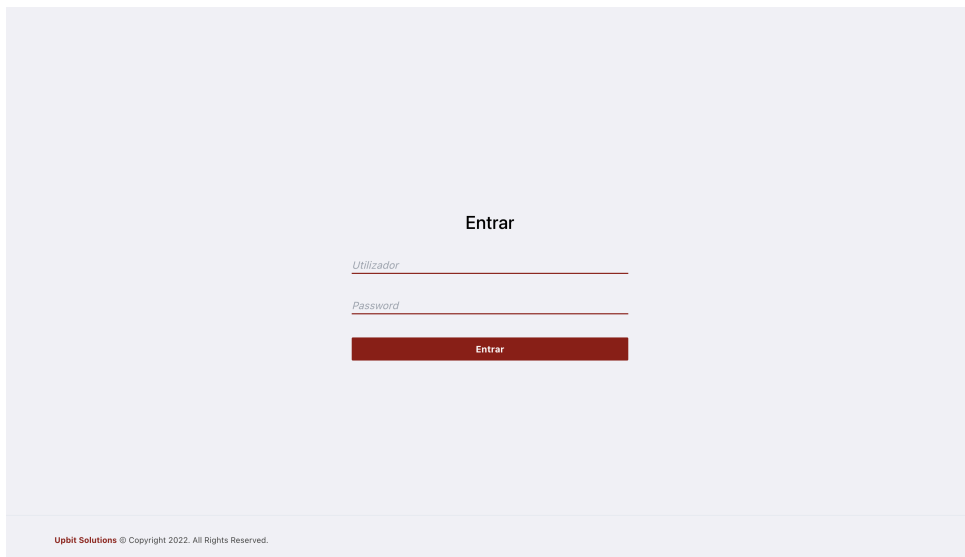 Entrar
Utilizador
Password
Entrar
Upbit Solutions © Copyright 2022. All Rights Reserved.